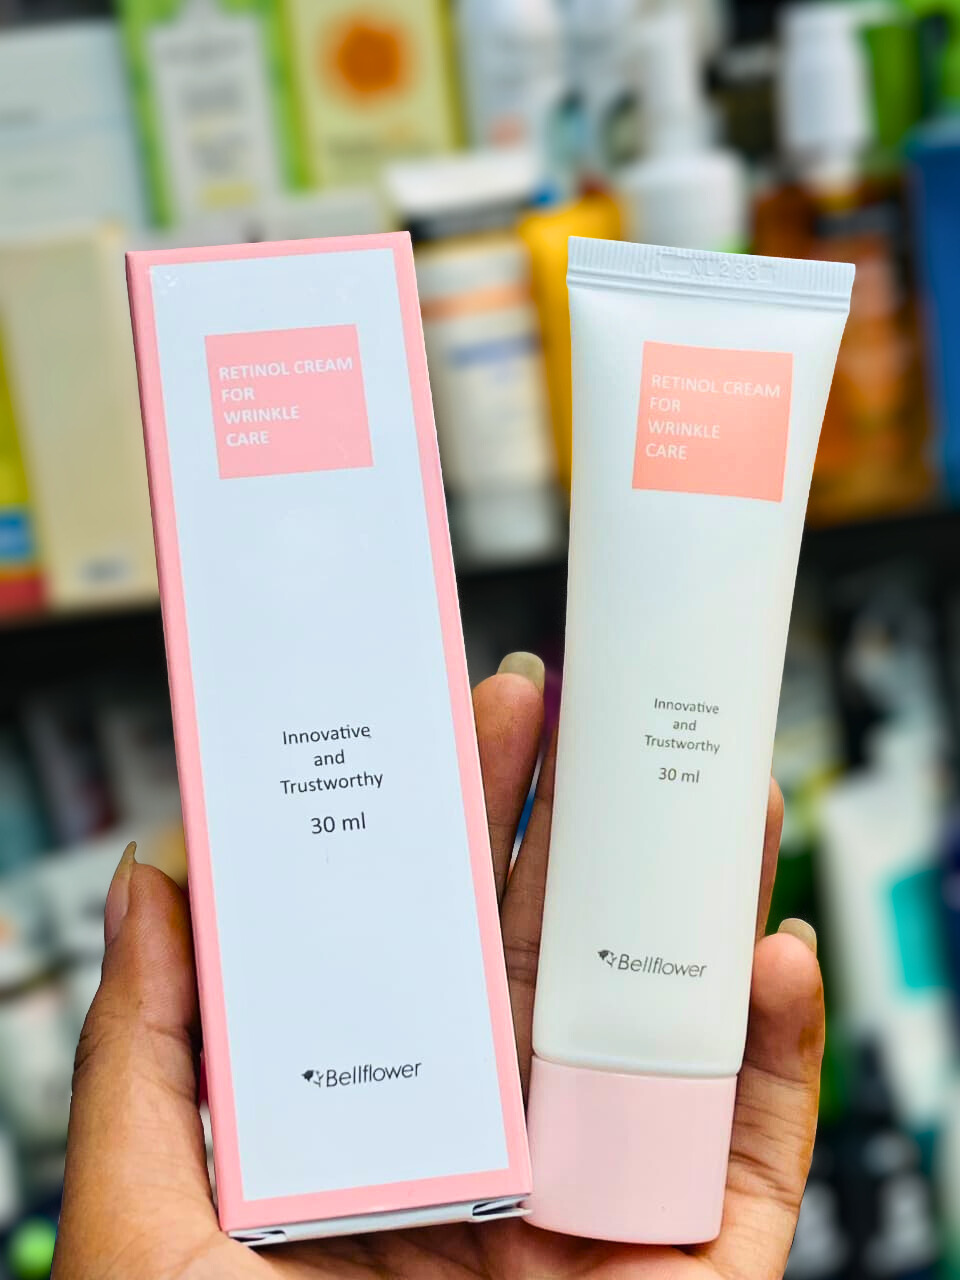 RETINOL CREAM
FOR
WRINKLE
CARE
Innovative
and
Trustworthy
30 ml
Bellflower
AL293
RETINOL CREAM
FOR
WRINKLE
CARE
Innovative
and
Trustworthy
30 ml
Bellflower